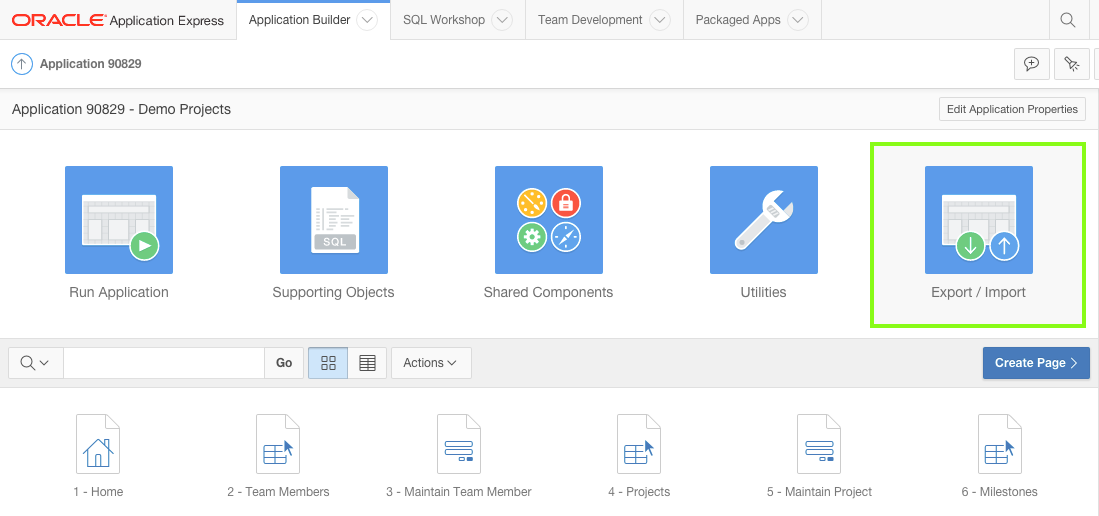 ORACLE Application Express Application Builder SQL Workshop Team Development Packaged Apps
Application 90829
Application 90829 - Demo Projects Edit Application Properties
SQL
Run Application Supporting Objects Shared Components Utilities Export / Import
Go Actions Create Page
1 - Home 2 - Team Members 3 - Maintain Team Member 4 - Projects 5 - Maintain Project 6 - Milestones